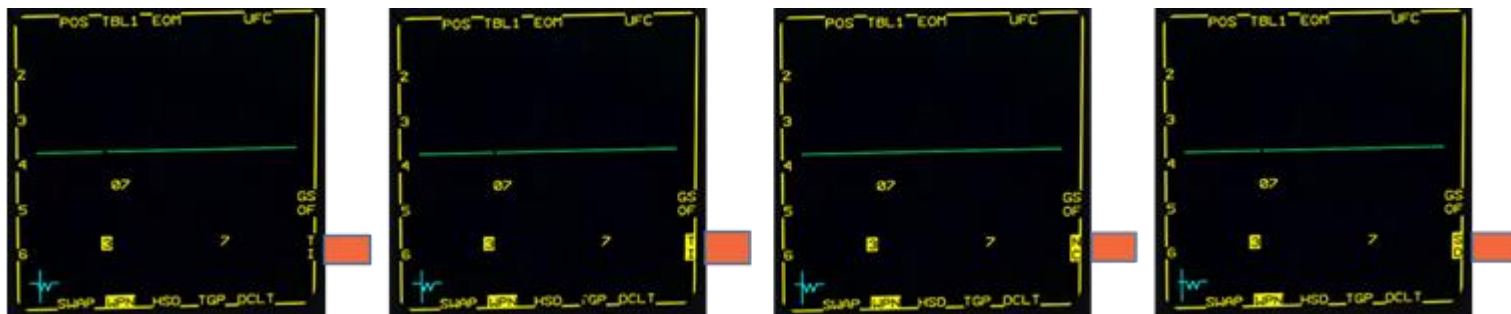 POS TBL1 EOM UFC
2
3
4
07
GS
5 OF
3 7 T
6 I
W
SWAP WPN HSD TGP DCLT
POS TBL1 EOM UFC
2
3
4
07
GS
5 OF
3 7 T
6 I
W
SWAP WPN HSD TGP DCLT
POS TBL1 EOM UFC
2
3
4
07
GS
5 OF
3 7 N
6
W
SWAP WPN HSD TGP DCLT
POS TBL1 EOM UFC
2
3
4
07
GS
5 OF
3 7 S
6
W
SWAP WPN HSD TGP DCLT